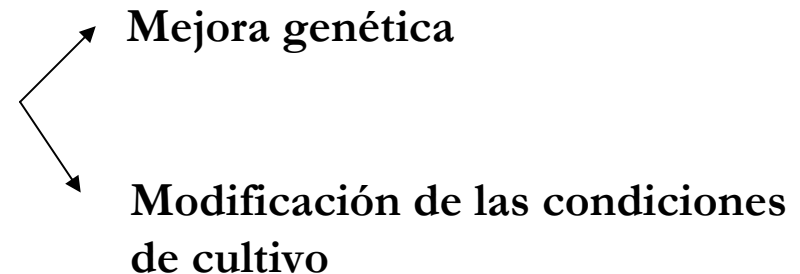 Mejora genética
Modificación de las condiciones
de cultivo